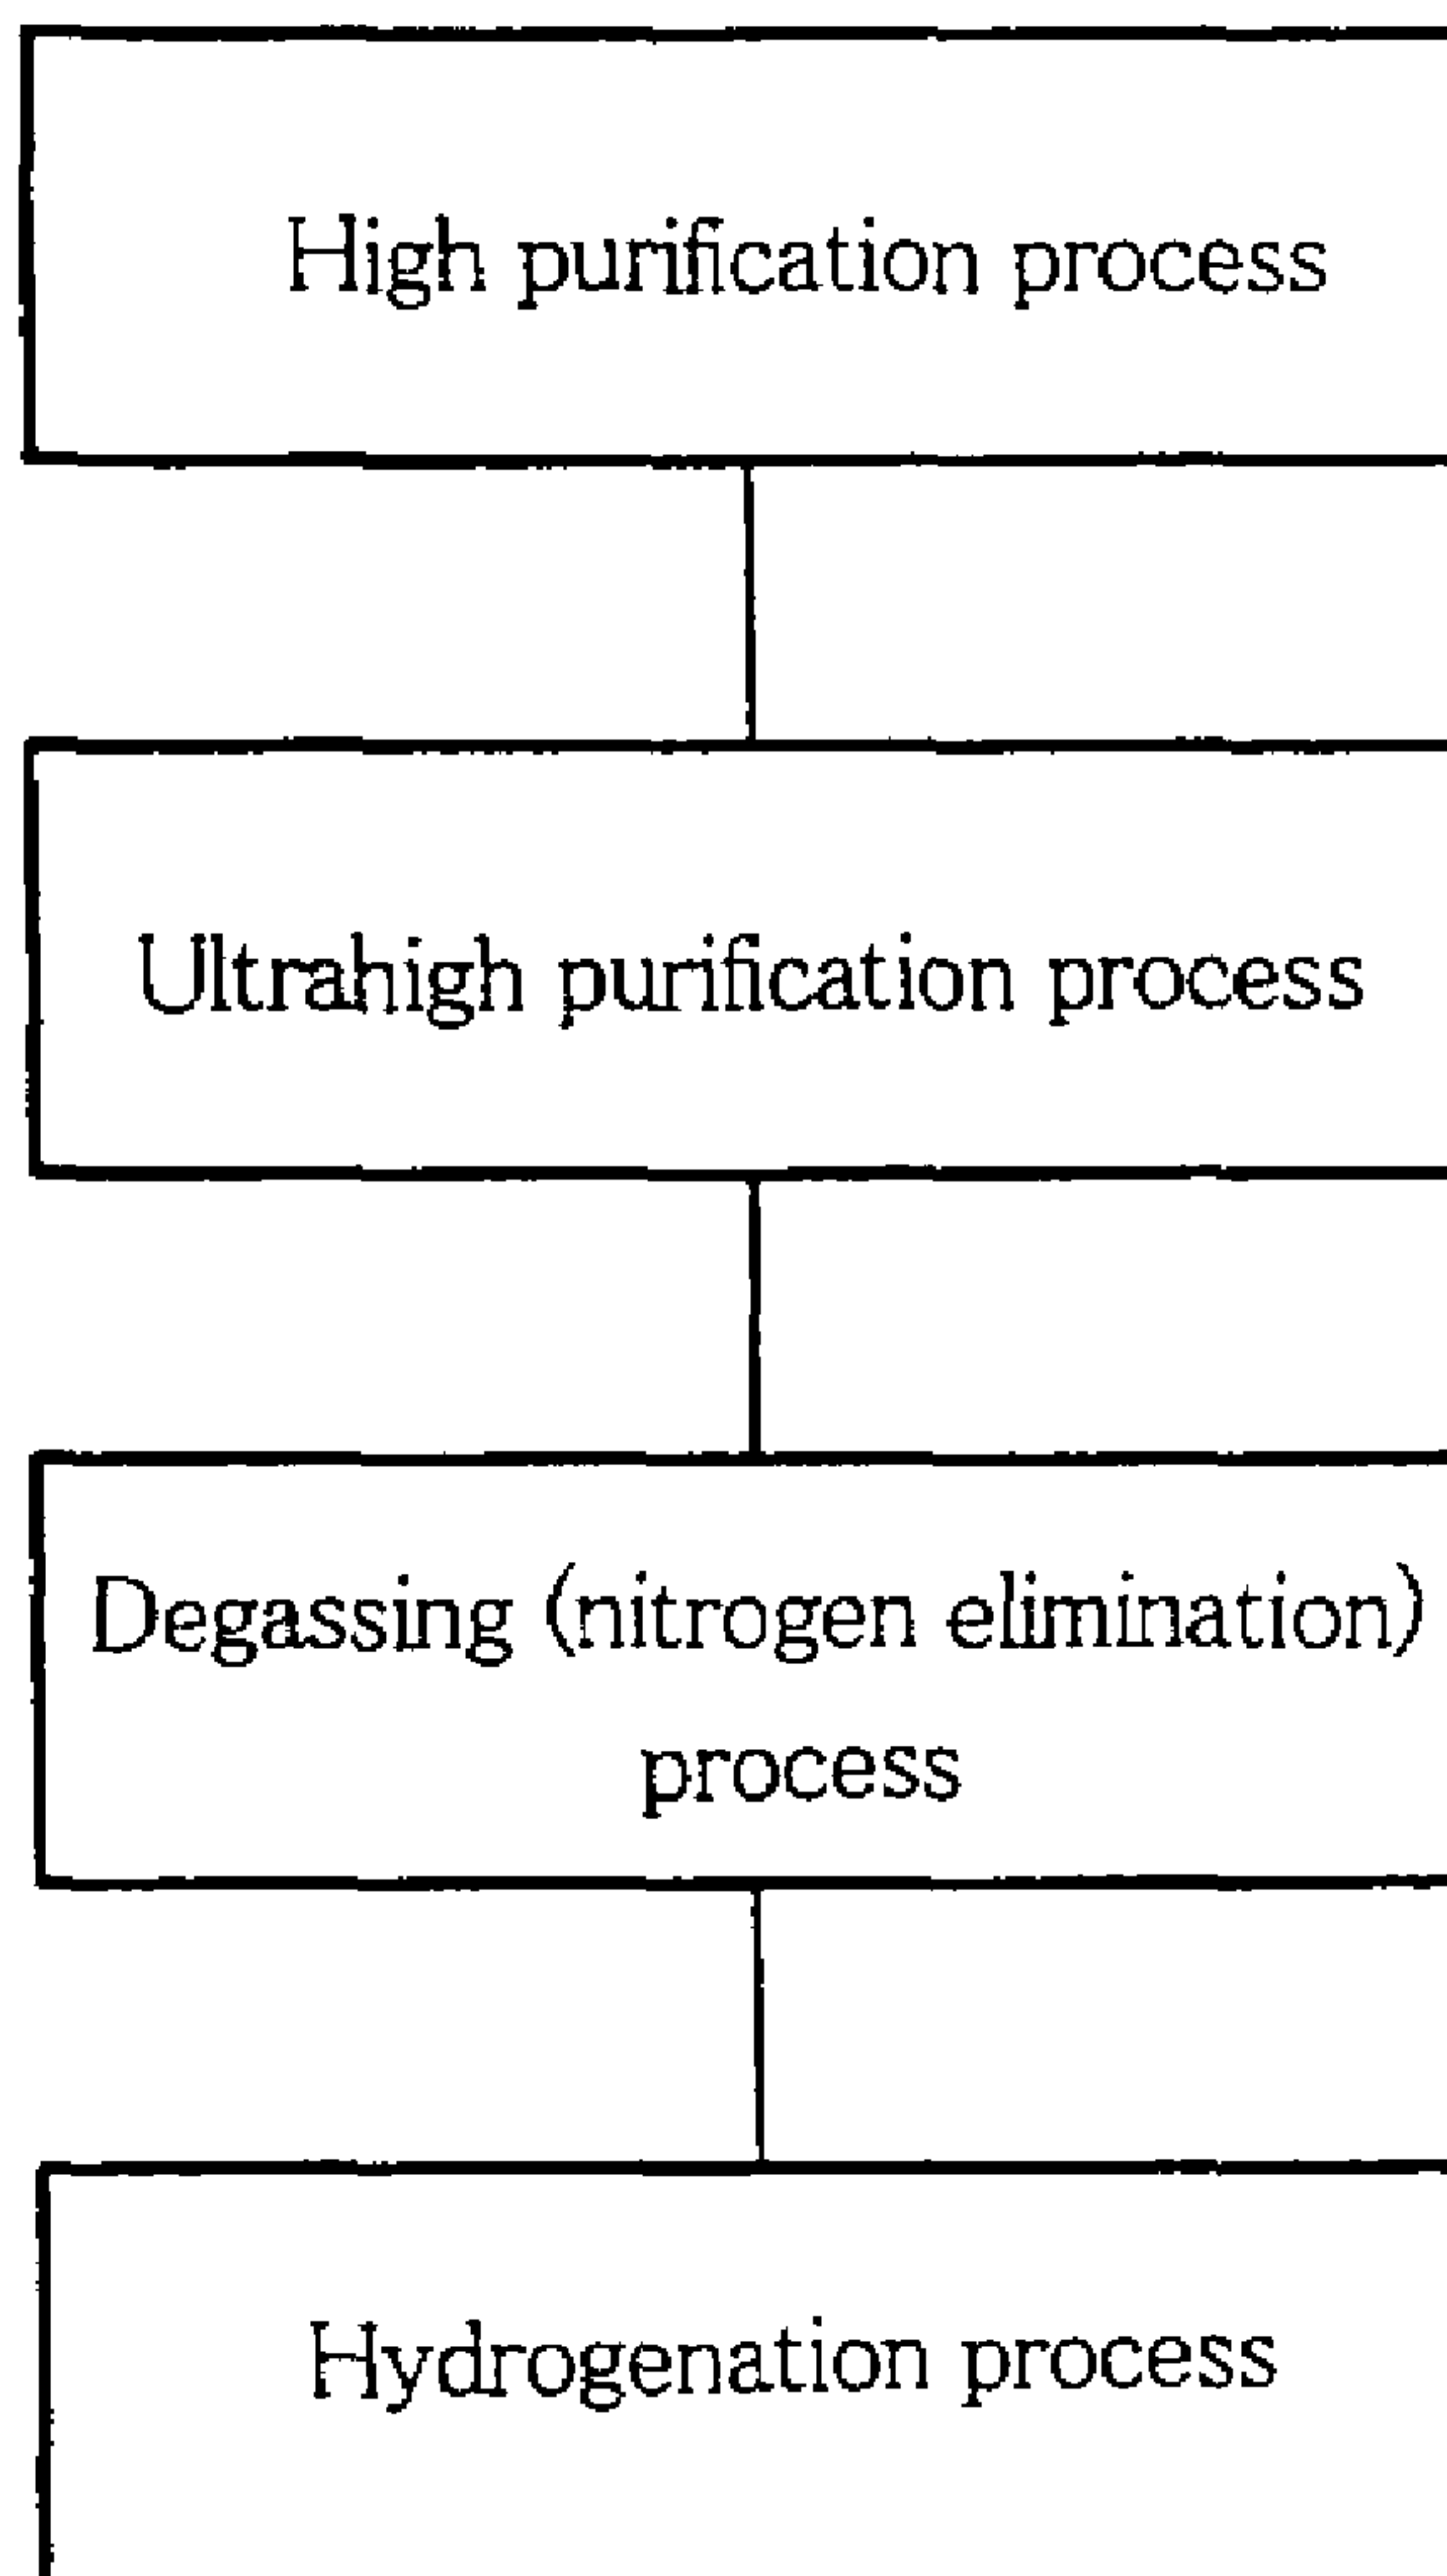 High purification process
Ultrahigh purification process
Degassing (nitrogen elimination)
process
Hydrogenation process